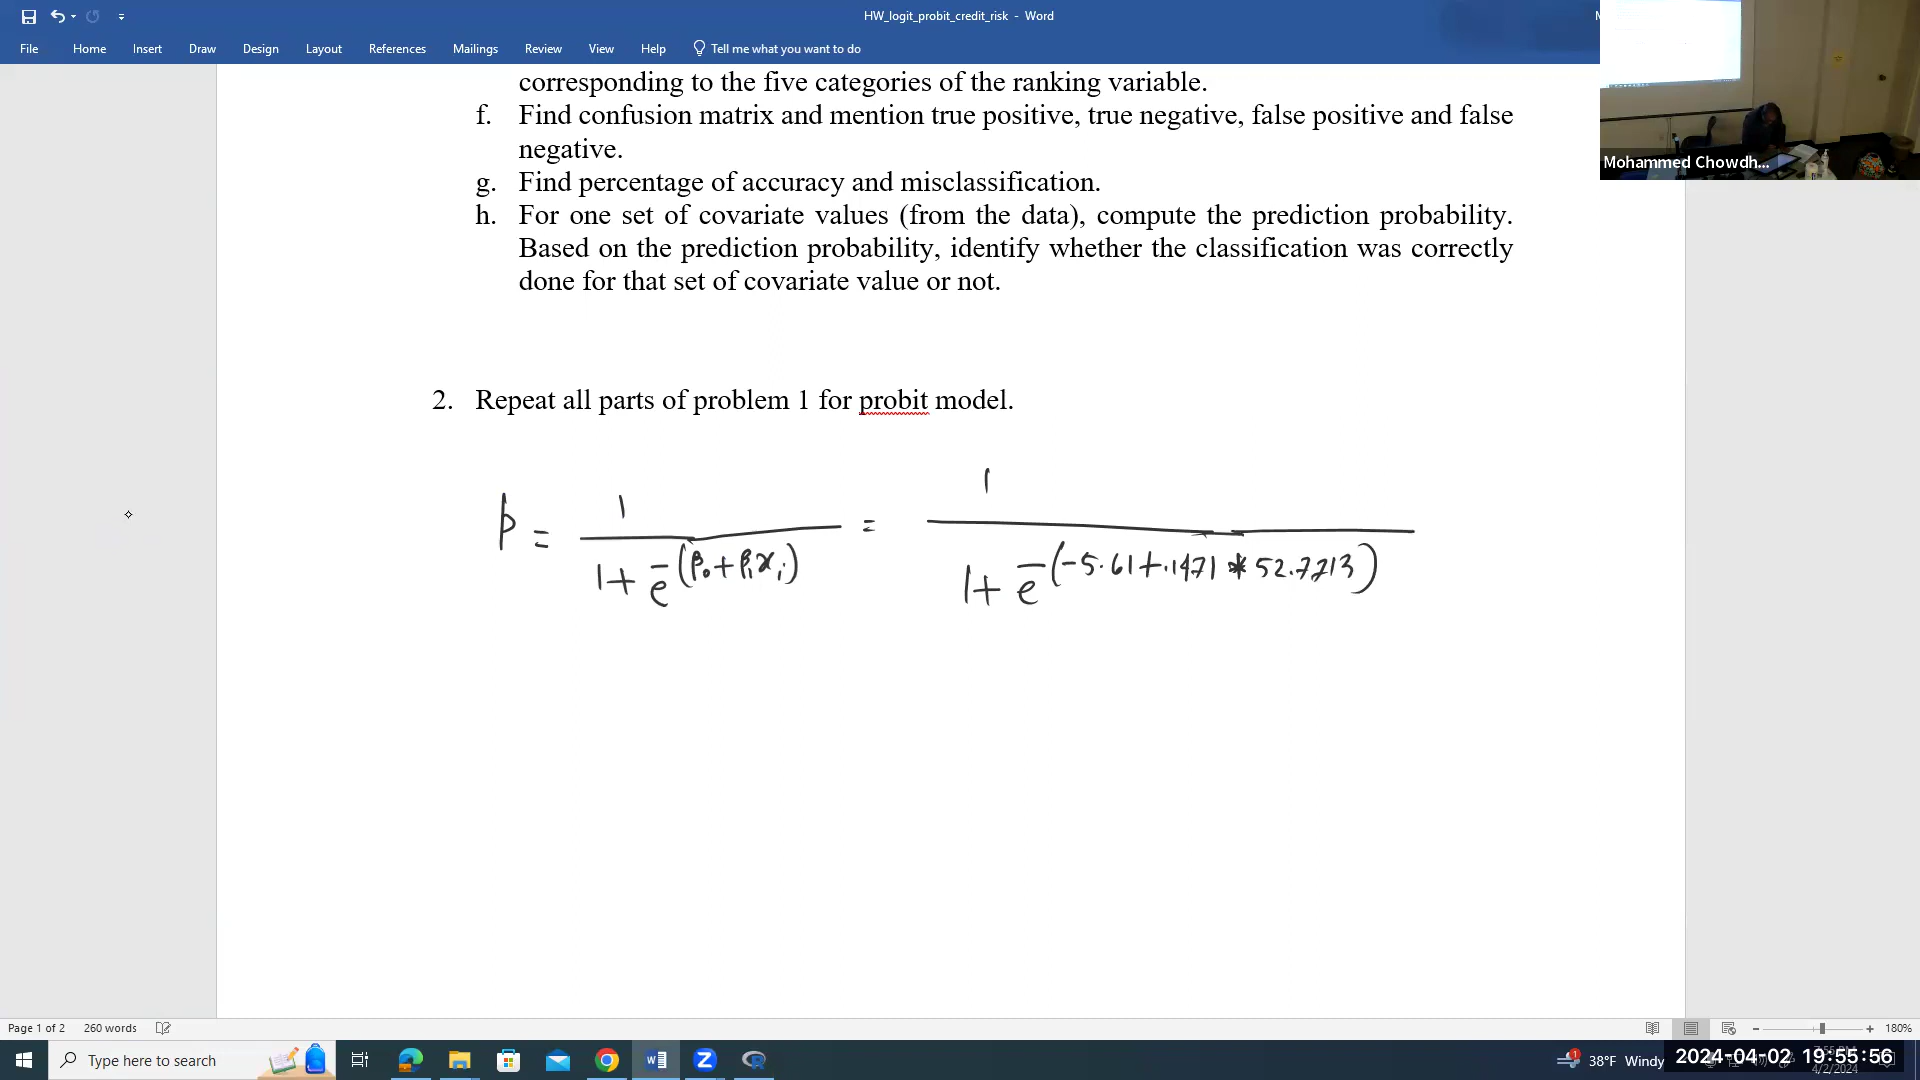 HW_logit_probit_credit_risk - Word
File Home Insert Draw Design Layout References Mailings Review View Help Tell me what you want to do
Mohammed Chowdh...
corresponding to the five categories of the ranking variable.
f. Find confusion matrix and mention true positive, true negative, false positive and false
negative.
g. Find percentage of accuracy and misclassification.
h. For one set of covariate values (from the data), compute the prediction probability.
Based on the prediction probability, identify whether the classification was correctly
done for that set of covariate value or not.
2. Repeat all parts of problem 1 for probit model.
p = 1 / (1 + e^-(β₀+β₁xᵢ)) = 1 / (1 + e^-(-5.61+.1471*52.7713))
Page 1 of 2 260 words 180%
Type here to search
38°F Windy
2024-04-02 19:55:56
4/2/2024